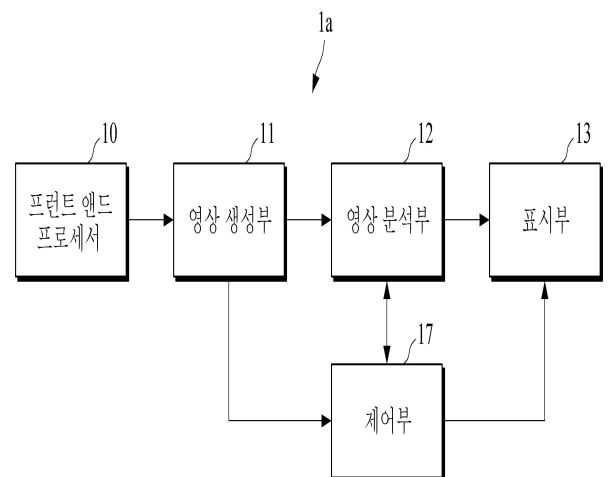 1a
10
프런트 앤드
프로세서
11
영상 생성부
12
영상 분석부
13
표시부
17
제어부